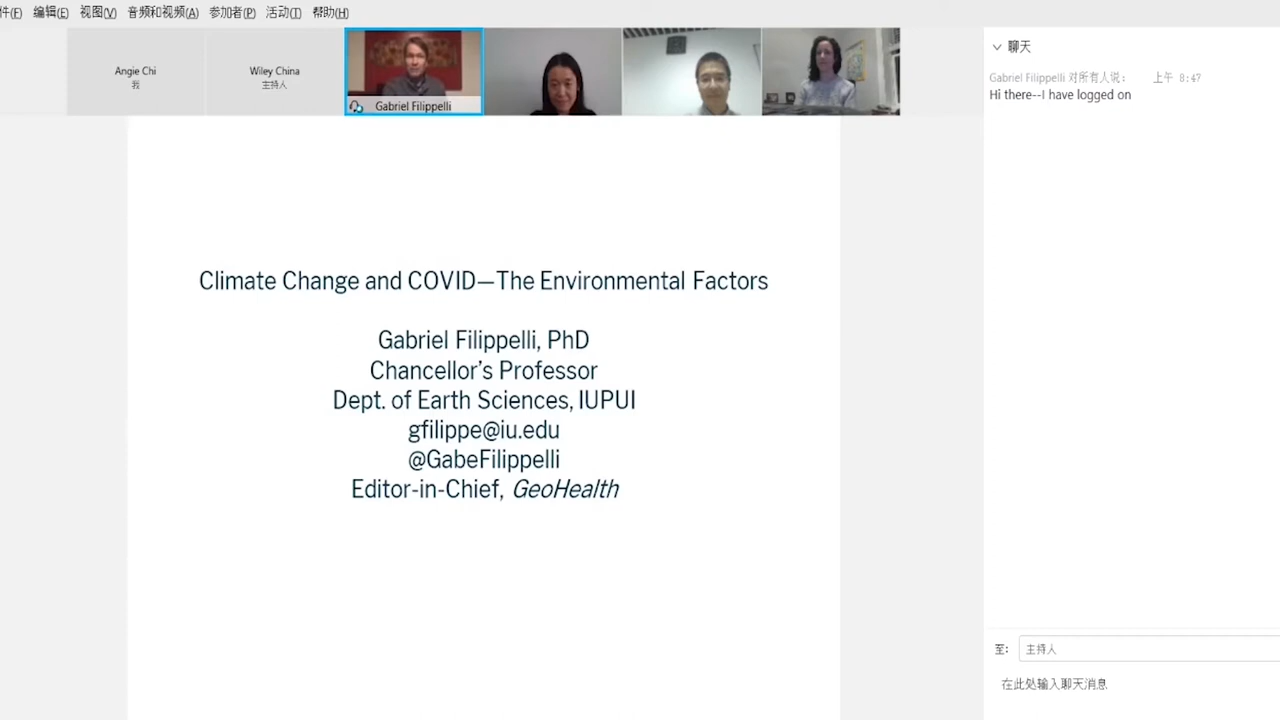 件(F) 编辑(E) 视图(V) 音频和视频(A) 参加者(P) 活动(T) 帮助(H)
Angie Chi
我
Wiley China
主持人
Gabriel Filippelli
聊天
Gabriel Filippelli 对所有人说： 上午 8:47
Hi there--I have logged on
Climate Change and COVID—The Environmental Factors
Gabriel Filippelli, PhD
Chancellor’s Professor
Dept. of Earth Sciences, IUPUI
gfilippe@iu.edu
@GabeFilippelli
Editor-in-Chief, GeoHealth
至: 主持人
在此处输入聊天消息